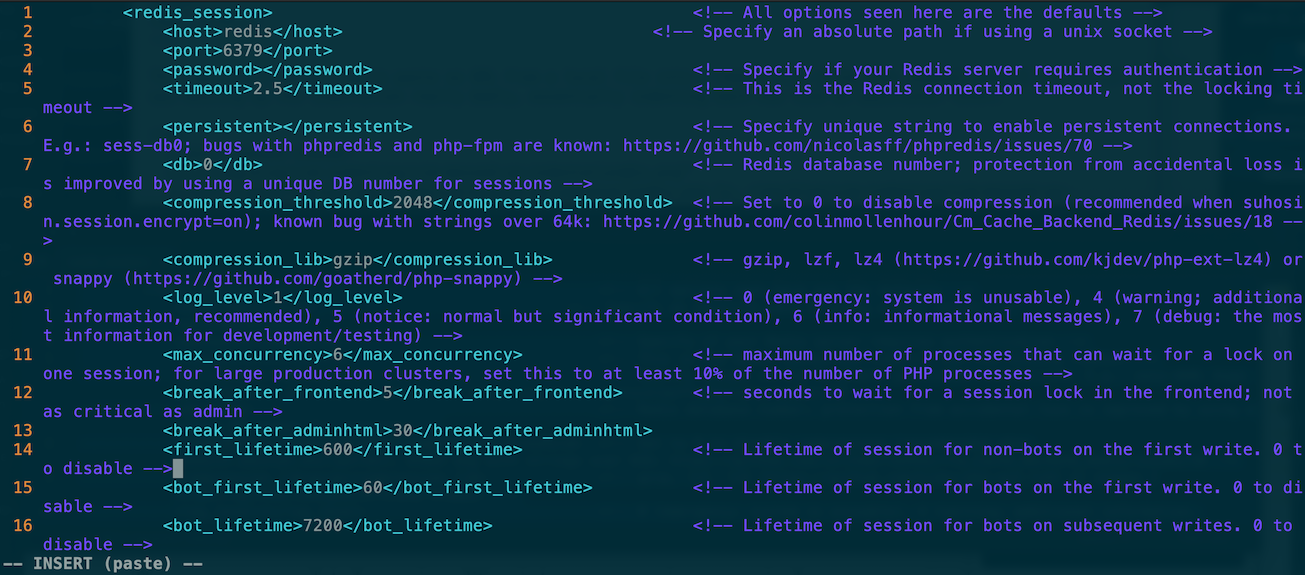 1 <redis_session> <!-- All options seen here are the defaults -->
2 <host>redis</host> <!-- Specify an absolute path if using a unix socket -->
3 <port>6379</port>
4 <password></password> <!-- Specify if your Redis server requires authentication -->
5 <timeout>2.5</timeout> <!-- This is the Redis connection timeout, not the locking ti
meout -->
6 <persistent></persistent> <!-- Specify unique string to enable persistent connections.
E.g.: sess-db0; bugs with phpredis and php-fpm are known: https://github.com/nicolasff/phpredis/issues/70 -->
7 <db>0</db> <!-- Redis database number; protection from accidental loss i
s improved by using a unique DB number for sessions -->
8 <compression_threshold>2048</compression_threshold> <!-- Set to 0 to disable compression (recommended when suhosi
n.session.encrypt=on); known bug with strings over 64k: https://github.com/colinmollenhour/Cm_Cache_Backend_Redis/issues/18 --
>
9 <compression_lib>gzip</compression_lib> <!-- gzip, lzf, lz4 (https://github.com/kjdev/php-ext-lz4) or
snappy (https://github.com/goatherd/php-snappy) -->
10 <log_level>1</log_level> <!-- 0 (emergency: system is unusable), 4 (warning; additiona
l information, recommended), 5 (notice: normal but significant condition), 6 (info: informational messages), 7 (debug: the mos
t information for development/testing) -->
11 <max_concurrency>6</max_concurrency> <!-- maximum number of processes that can wait for a lock on
one session; for large production clusters, set this to at least 10% of the number of PHP processes -->
12 <break_after_frontend>5</break_after_frontend> <!-- seconds to wait for a session lock in the frontend; not
as critical as admin -->
13 <break_after_adminhtml>30</break_after_adminhtml>
14 <first_lifetime>600</first_lifetime> <!-- Lifetime of session for non-bots on the first write. 0 t
o disable -->
15 <bot_first_lifetime>60</bot_first_lifetime> <!-- Lifetime of session for bots on the first write. 0 to di
sable -->
16 <bot_lifetime>7200</bot_lifetime> <!-- Lifetime of session for bots on subsequent writes. 0 to
disable -->
-- INSERT (paste) --